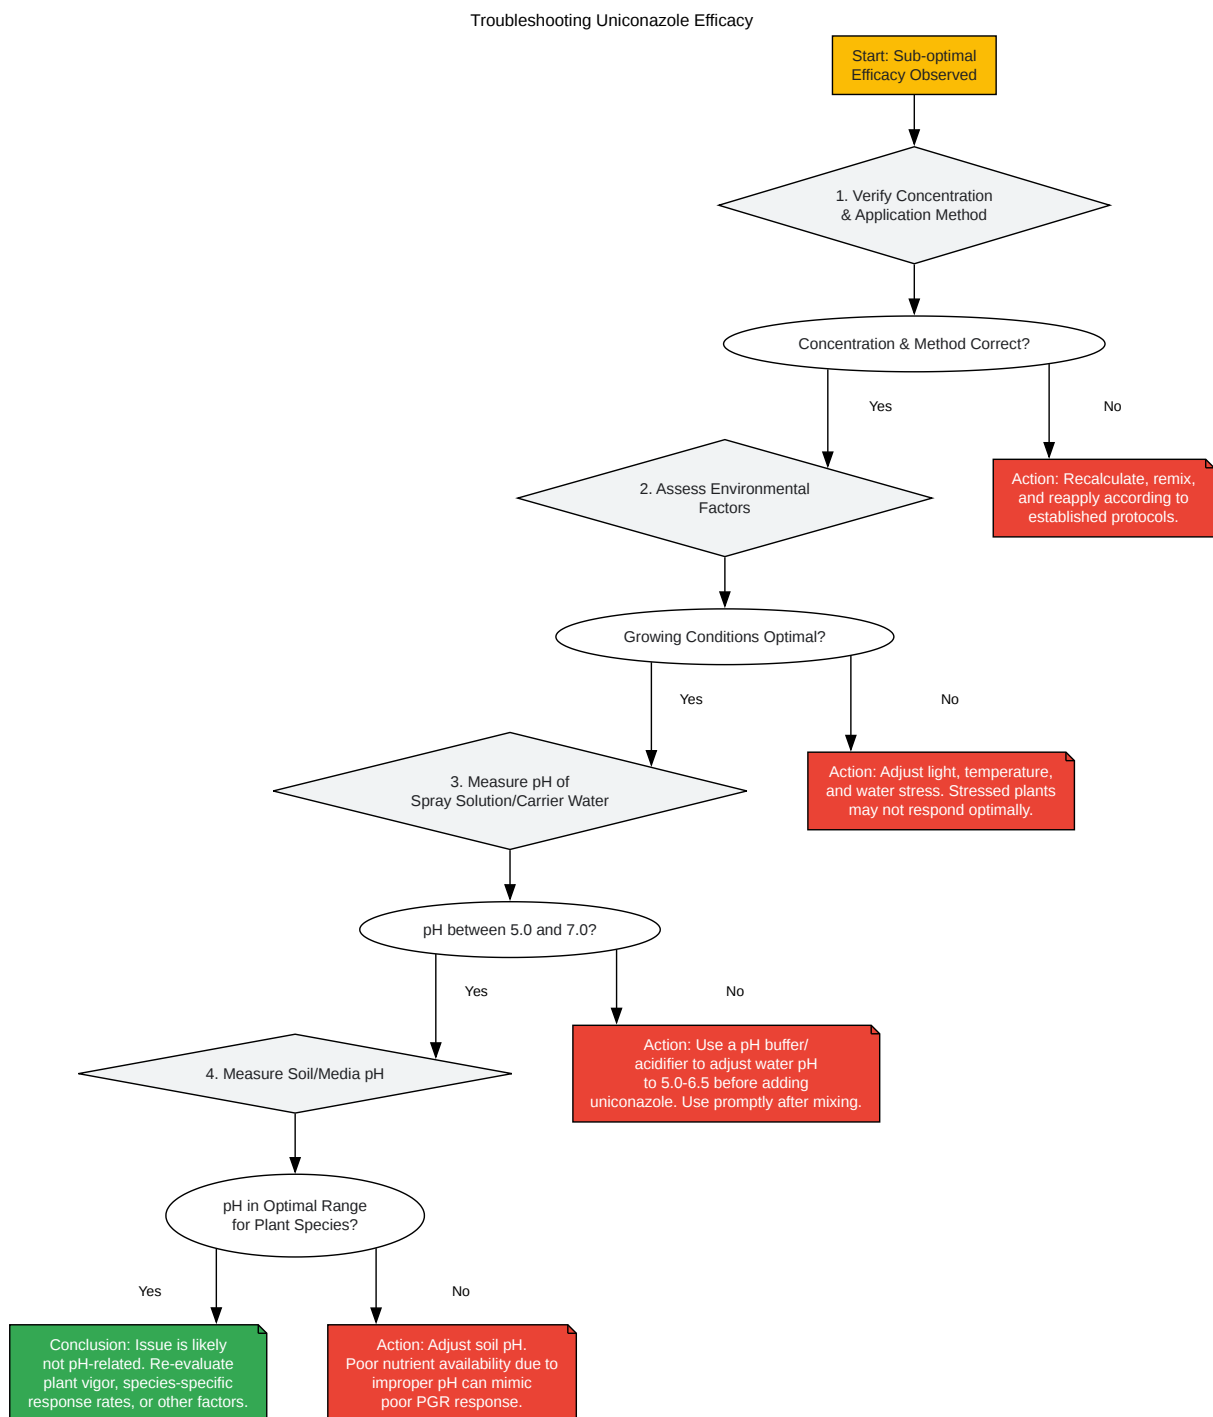 Troubleshooting Uniconazole Efficacy
Start: Sub-optimal
Efficacy Observed
1. Verify Concentration
& Application Method
Concentration & Method Correct?
Yes
No
2. Assess Environmental
Factors
Action: Recalculate, remix,
and reapply according to
established protocols.
Growing Conditions Optimal?
Yes
No
3. Measure pH of
Spray Solution/Carrier Water
Action: Adjust light, temperature,
and water stress. Stressed plants
may not respond optimally.
pH between 5.0 and 7.0?
Yes
No
4. Measure Soil/Media pH
Action: Use a pH buffer/
acidifier to adjust water pH
to 5.0-6.5 before adding
uniconazole. Use promptly after mixing.
pH in Optimal Range
for Plant Species?
Yes
No
Conclusion: Issue is likely
not pH-related. Re-evaluate
plant vigor, species-specific
response rates, or other factors.
Action: Adjust soil pH.
Poor nutrient availability due to
improper pH can mimic
poor PGR response.